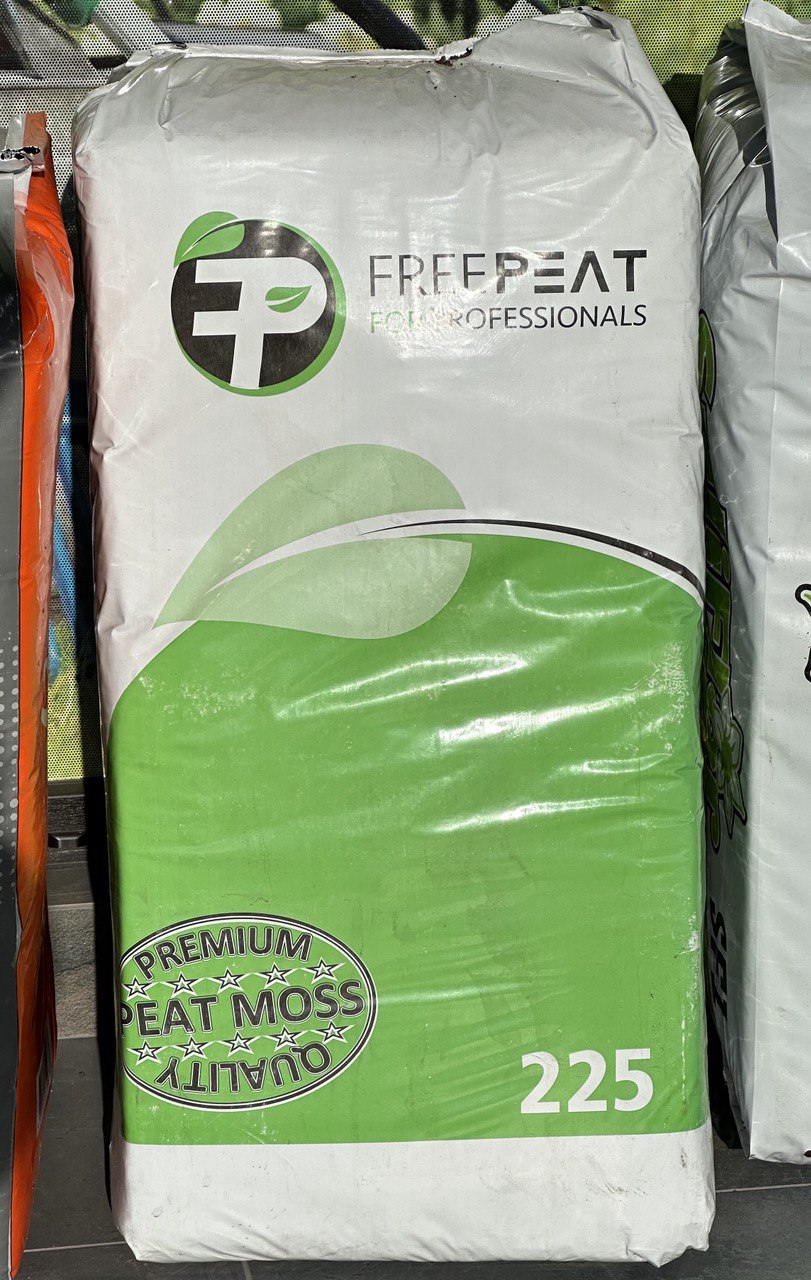 FP
FREEPEAT
FOR PROFESSIONALS
PREMIUM
PEAT MOSS
QUALITY
225